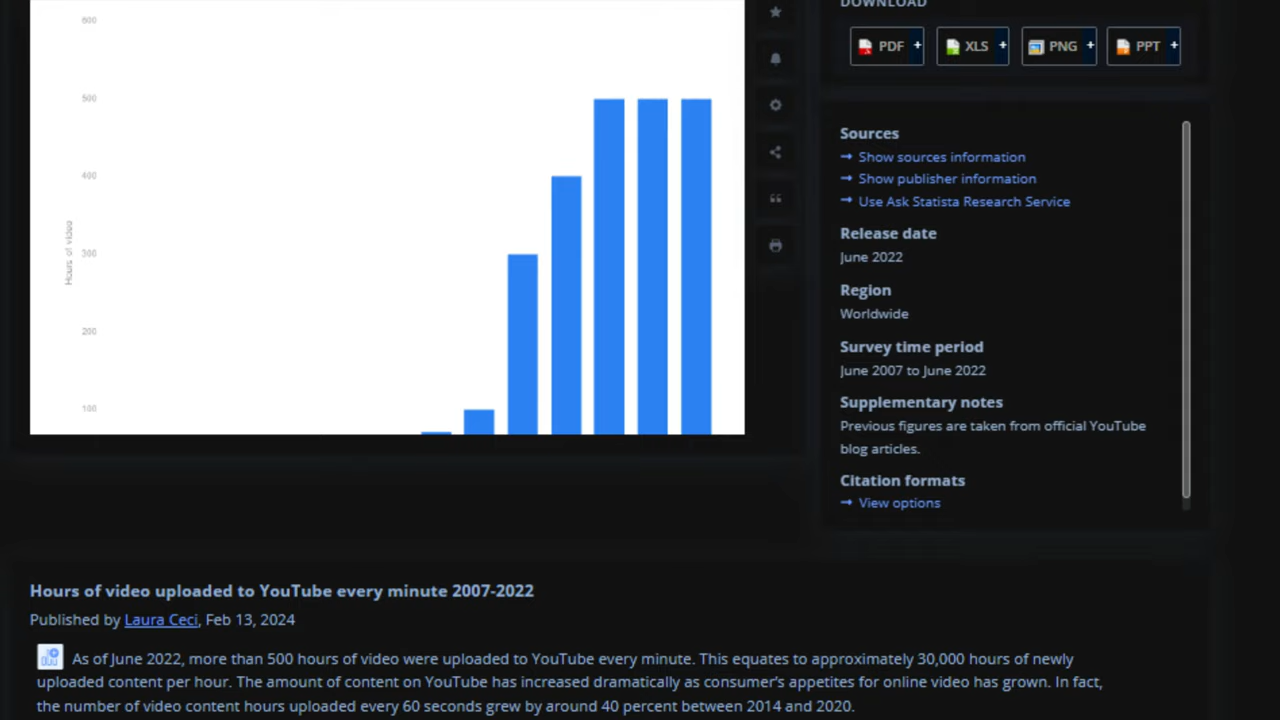 600
500
400
300
200
100
Hours of video
DOWNLOAD
PDF +
XLS +
PNG +
PPT +
Sources
→ Show sources information
→ Show publisher information
→ Use Ask Statista Research Service
Release date
June 2022
Region
Worldwide
Survey time period
June 2007 to June 2022
Supplementary notes
Previous figures are taken from official YouTube
blog articles.
Citation formats
→ View options
Hours of video uploaded to YouTube every minute 2007-2022
Published by Laura Ceci, Feb 13, 2024
As of June 2022, more than 500 hours of video were uploaded to YouTube every minute. This equates to approximately 30,000 hours of newly
uploaded content per hour. The amount of content on YouTube has increased dramatically as consumer's appetites for online video has grown. In fact,
the number of video content hours uploaded every 60 seconds grew by around 40 percent between 2014 and 2020.